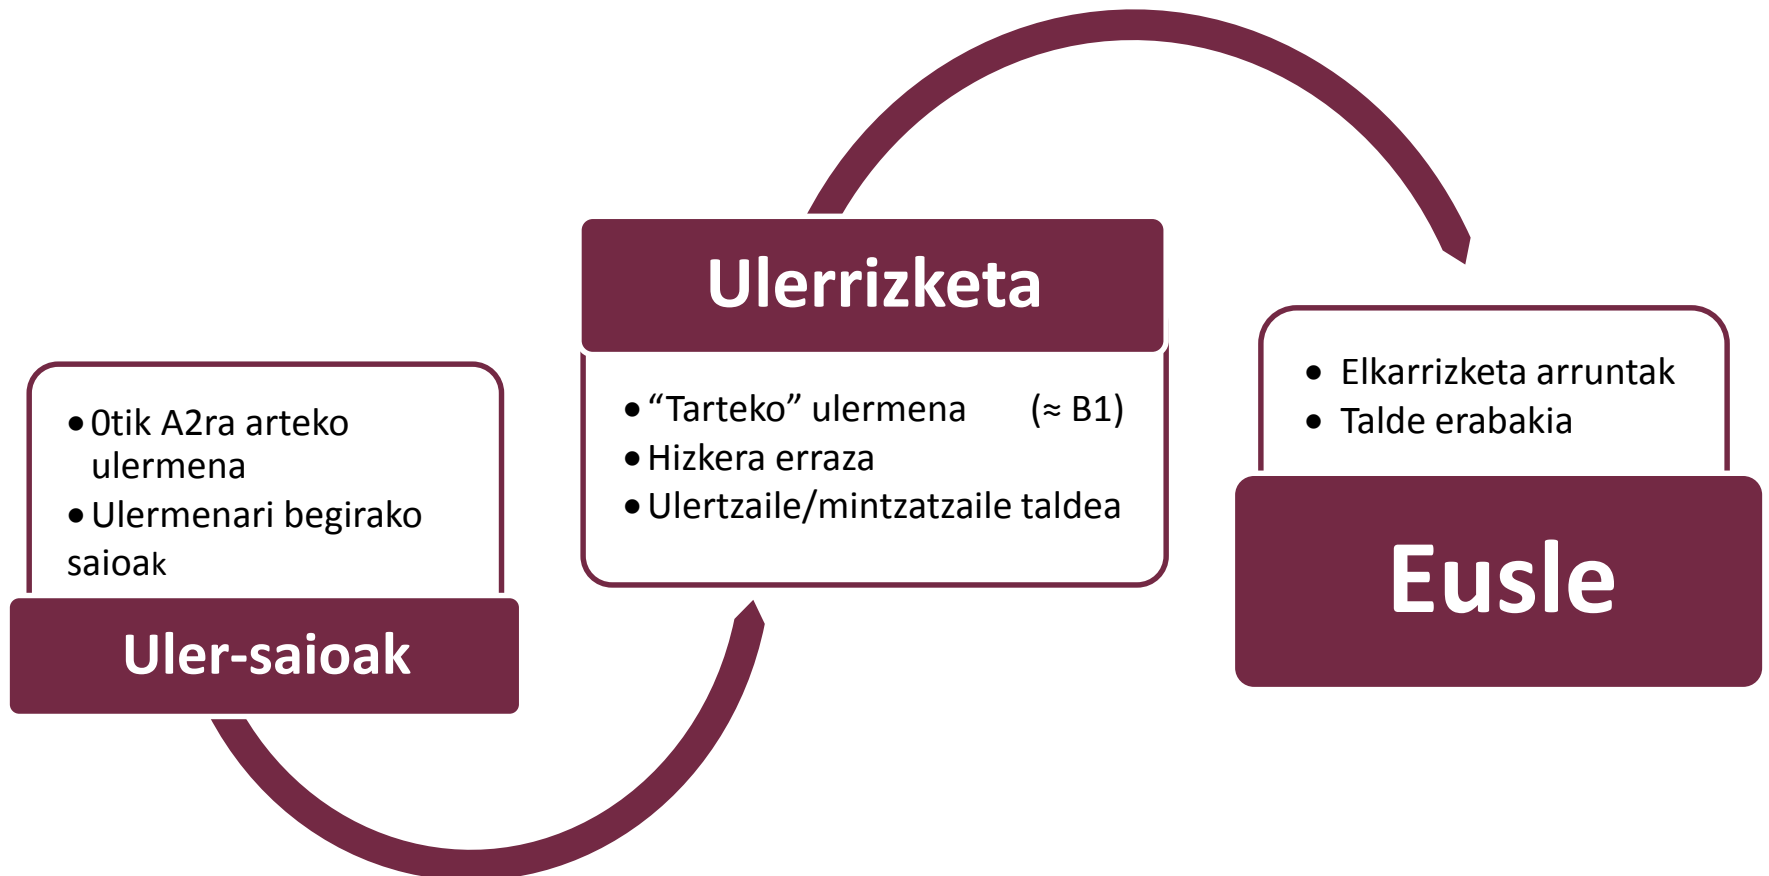 • 0tik A2ra arteko
ulermena
• Ulermenari begirako
saioak
Uler-saioak
Ulerrizketa
• “Tarteko” ulermena (≈ B1)
• Hizkera erraza
• Ulertzaile/mintzatzaile taldea
• Elkarrizketa arruntak
• Talde erabakia
Eusle